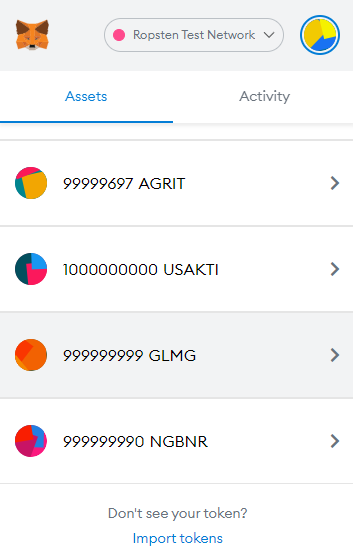 Ropsten Test Network
Assets Activity
99999697 AGRIT
1000000000 USAKTI
999999999 GLMG
999999990 NGBNR
Don't see your token?
Import tokens